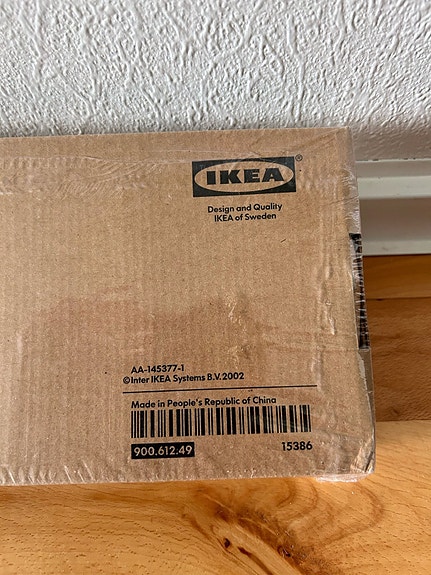 IKEA®
Design and Quality
IKEA of Sweden
AA-145377-1
©Inter IKEA Systems B.V. 2002
Made in People's Republic of China
900.612.49 15386